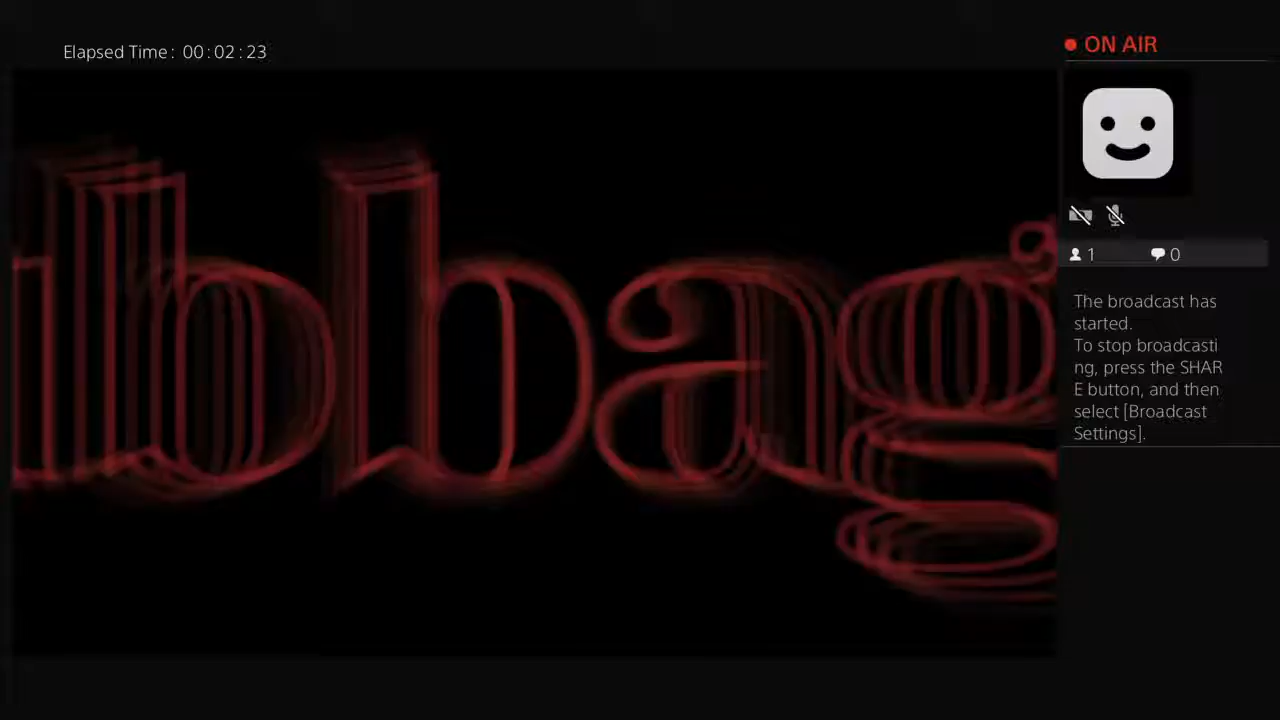 Elapsed Time: 00:02:23
ON AIR
bbag
1 0
The broadcast has
started.
To stop broadcasti
ng, press the SHAR
E button, and then
select [Broadcast
Settings].